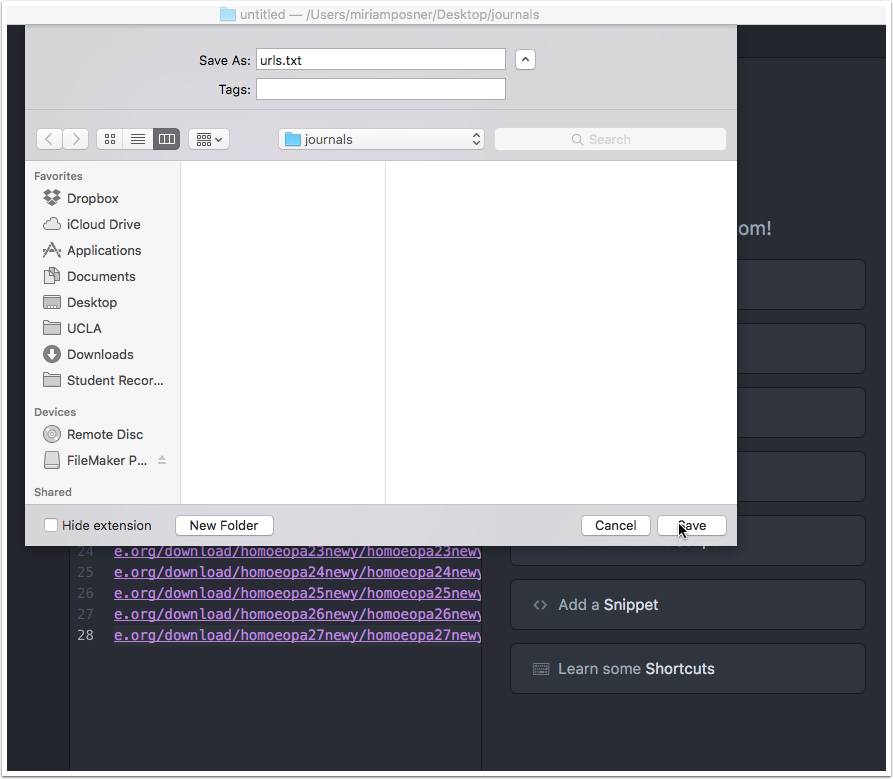 untitled — /Users/miriamposner/Desktop/journals
Save As: urls.txt
Tags:
journals
Search
Favorites
Dropbox
iCloud Drive
Applications
Documents
Desktop
UCLA
Downloads
Student Recor...
Devices
Remote Disc
FileMaker P...
Shared
Hide extension
New Folder
Cancel
Save
om!
24 e.org/download/homoeopa23newy/homoeopa23newy
25 e.org/download/homoeopa24newy/homoeopa24newy
26 e.org/download/homoeopa25newy/homoeopa25newy
27 e.org/download/homoeopa26newy/homoeopa26newy
28 e.org/download/homoeopa27newy/homoeopa27newy
<> Add a Snippet
Learn some Shortcuts